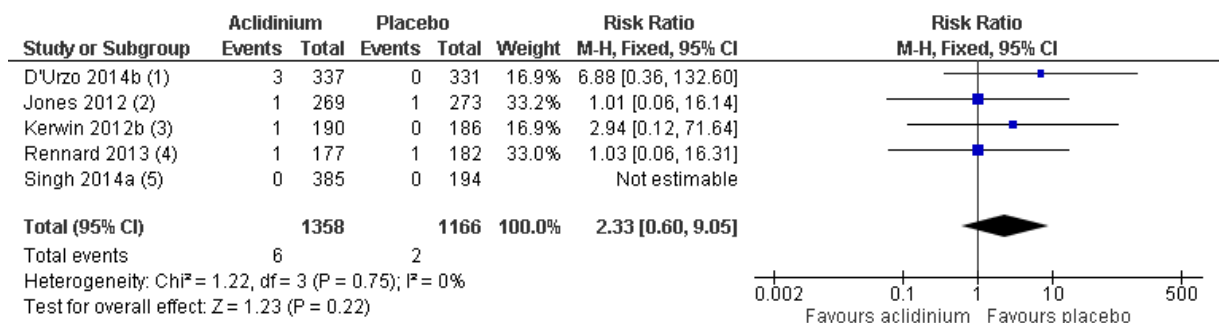 Aclidinium Placebo Risk Ratio Risk Ratio
Study or Subgroup Events Total Events Total Weight M-H, Fixed, 95% CI M-H, Fixed, 95% CI
D'Urzo 2014b (1) 3 337 0 331 16.9% 6.88 [0.36, 132.60]
Jones 2012 (2) 1 269 1 273 33.2% 1.01 [0.06, 16.14]
Kerwin 2012b (3) 1 190 0 186 16.9% 2.94 [0.12, 71.64]
Rennard 2013 (4) 1 177 1 182 33.0% 1.03 [0.06, 16.31]
Singh 2014a (5) 0 385 0 194 Not estimable
Total (95% CI) 1358 1166 100.0% 2.33 [0.60, 9.05]
Total events 6 2
Heterogeneity: Chi² = 1.22, df = 3 (P = 0.75); I² = 0%
Test for overall effect: Z = 1.23 (P = 0.22)
0.002 0.1 1 10 500
Favours aclidinium Favours placebo